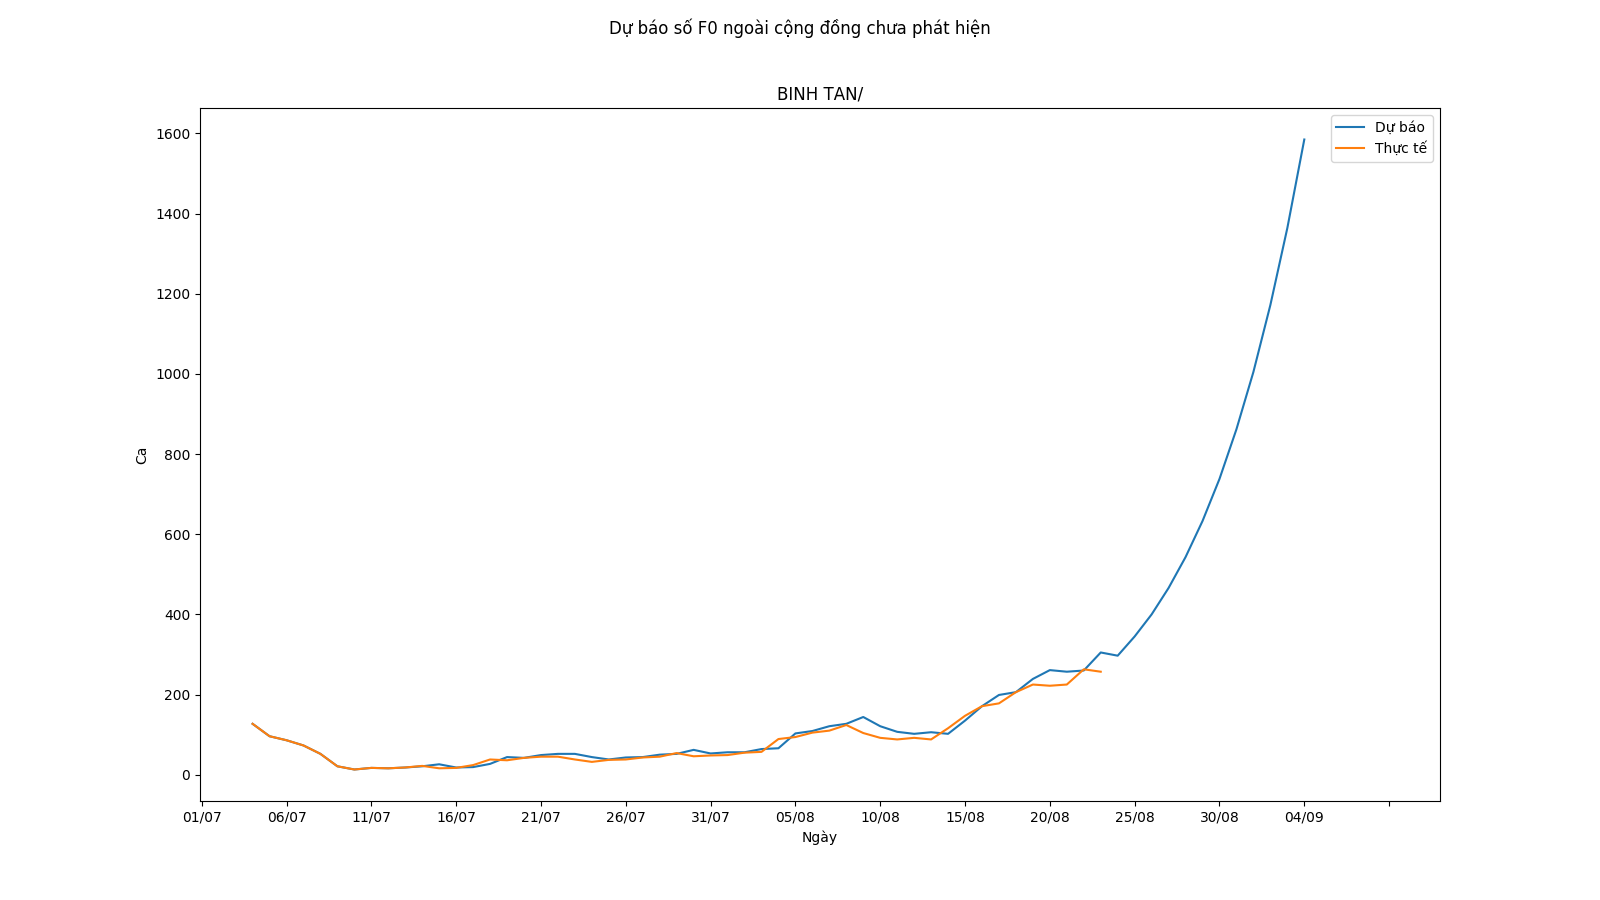 Dự báo số F0 ngoài cộng đồng chưa phát hiện
BINH TAN/
Dự báo
Thực tế
1600
1400
1200
1000
800
600
400
200
0
Ca
01/07 06/07 11/07 16/07 21/07 26/07 31/07 05/08 10/08 15/08 20/08 25/08 30/08 04/09
Ngày